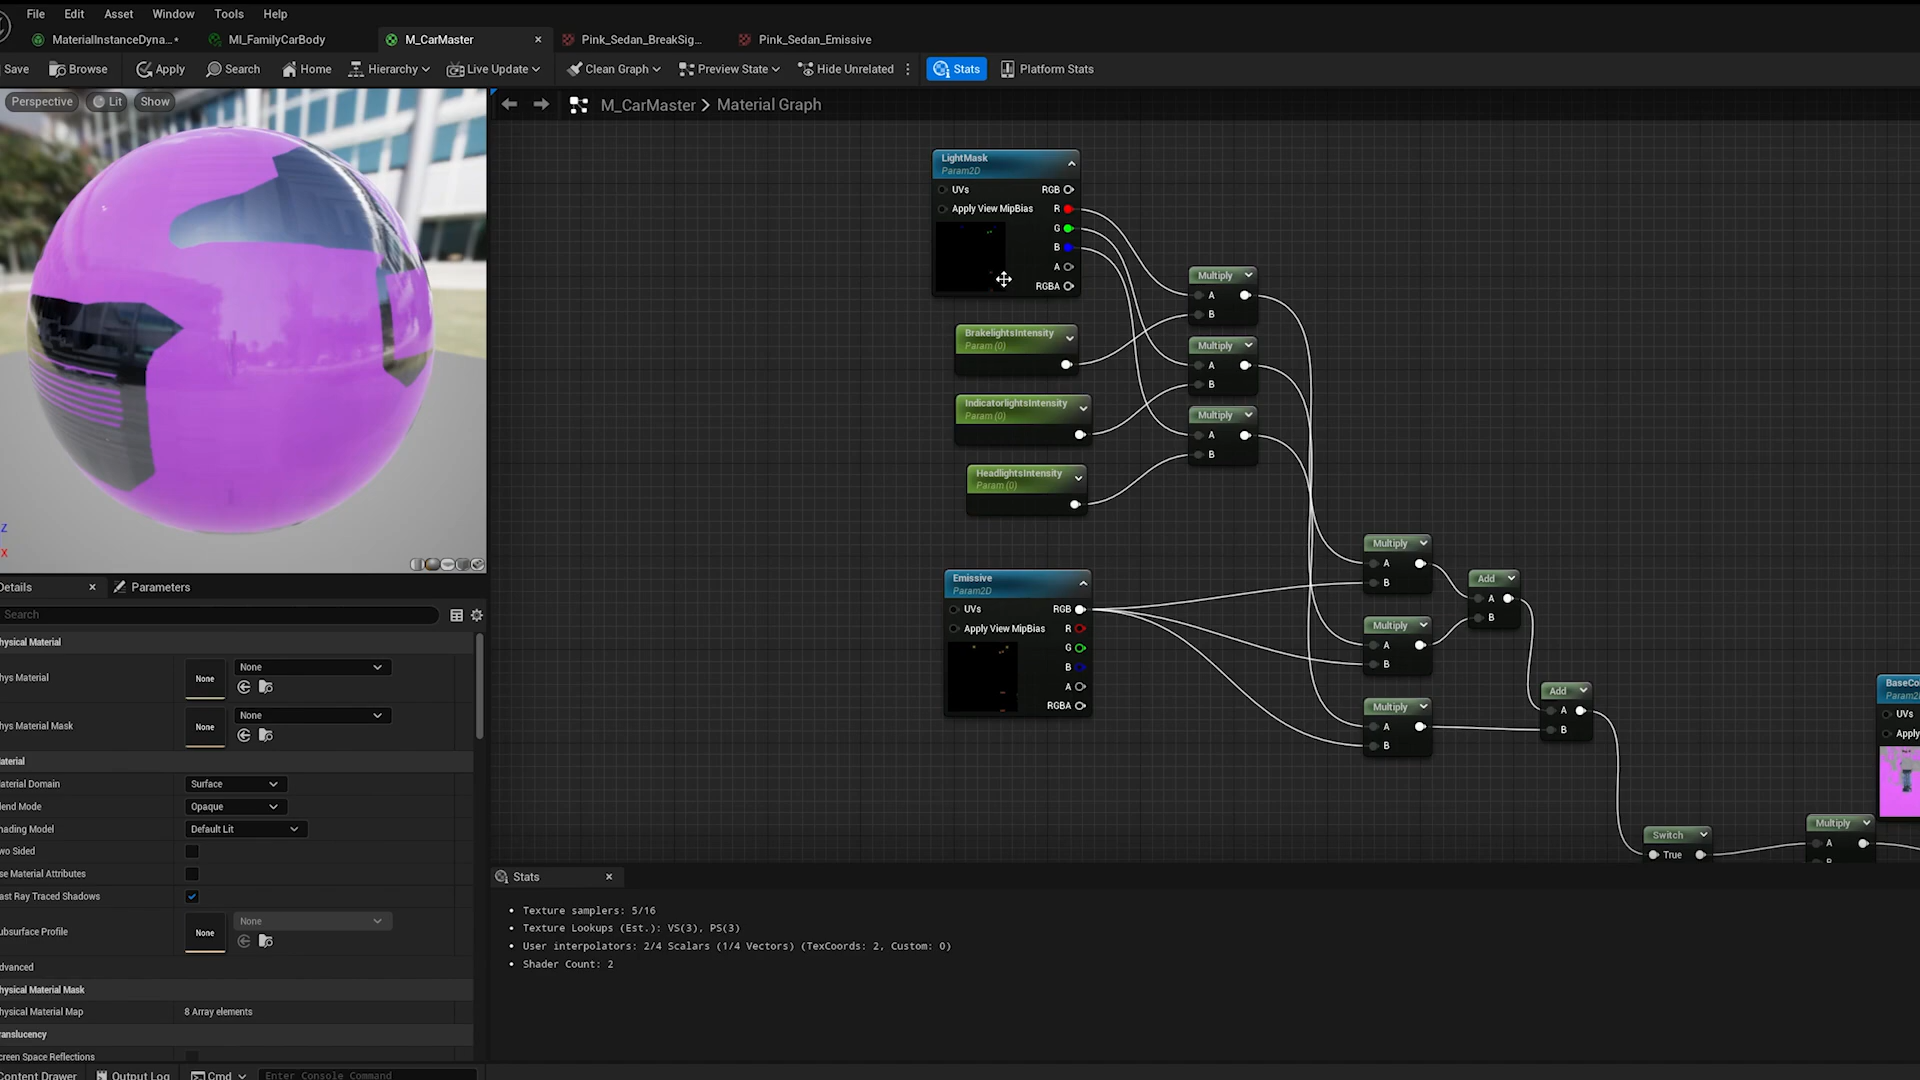 File Edit Asset Window Tools Help
MaterialInstanceDyna...* MI_FamilyCarBody M_CarMaster Pink_Sedan_BreakSig... Pink_Sedan_Emissive
Save Browse Apply Search Home Hierarchy Live Update Clean Graph Preview State Hide Unrelated Stats Platform Stats
Perspective Lit Show
M_CarMaster > Material Graph
LightMask
Param2D
UVs RGB
Apply View MipBias R
G
B
A
RGBA
BrakelightsIntensity
Param (0)
IndicatorlightsIntensity
Param (0)
HeadlightsIntensity
Param (0)
Multiply
A
B
Multiply
A
B
Multiply
A
B
Emissive
Param2D
UVs RGB
Apply View MipBias R
G
B
A
RGBA
Multiply
A
B
Multiply
A
B
Multiply
A
B
Add
A
B
Add
A
B
Switch
True
Multiply
A
BaseCo
Param2
UVs
Apply
Z
X
Details Parameters
Search
hysical Material
hys Material None None
hys Material Mask None None
aterial
aterial Domain Surface
lend Mode Opaque
hading Model Default Lit
wo Sided
se Material Attributes
ast Ray Traced Shadows
ubsurface Profile None None
dvanced
hysical Material Mask
hysical Material Map 8 Array elements
ranslucency
creen Space Reflections
Stats
• Texture samplers: 5/16
• Texture Lookups (Est.): VS(3), PS(3)
• User interpolators: 2/4 Scalars (1/4 Vectors) (TexCoords: 2, Custom: 0)
• Shader Count: 2
Content Drawer Output Log Cmd Enter Console Command